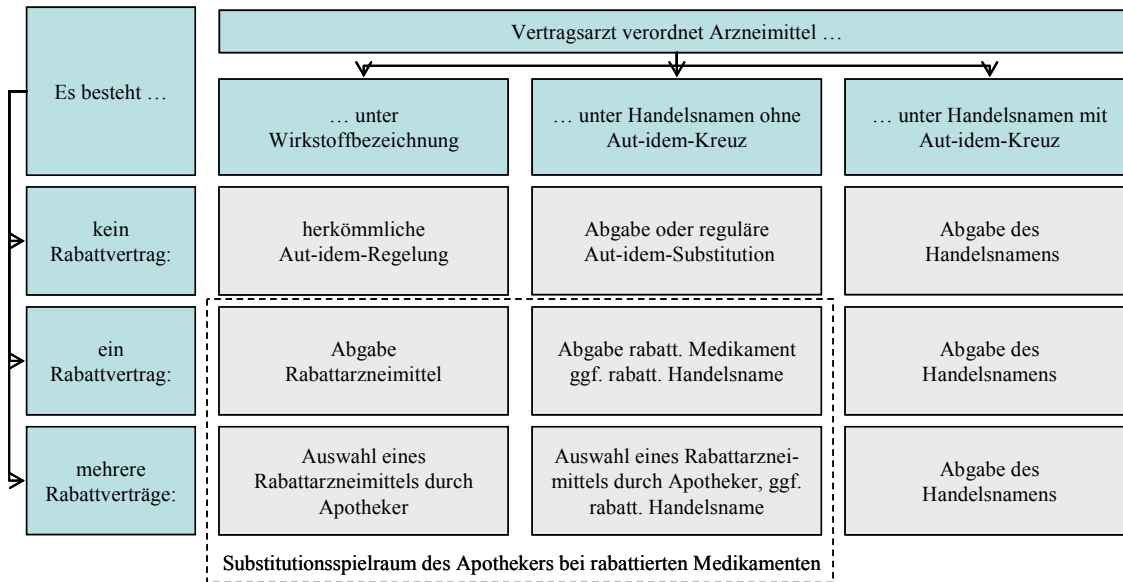 Vertragsarzt verordnet Arzneimittel …
Es besteht …
… unter
Wirkstoffbezeichnung
… unter Handelsnamen ohne
Aut-idem-Kreuz
… unter Handelsnamen mit
Aut-idem-Kreuz
kein
Rabattvertrag:
herkömmliche
Aut-idem-Regelung
Abgabe oder reguläre
Aut-idem-Substitution
Abgabe des
Handelsnamens
ein
Rabattvertrag:
Abgabe
Rabattarzneimittel
Abgabe rabatt. Medikament
ggf. rabatt. Handelsname
Abgabe des
Handelsnamens
mehrere
Rabattverträge:
Auswahl eines
Rabattarzneimittels durch
Apotheker
Auswahl eines Rabattarznei-
mittels durch Apotheker, ggf.
rabatt. Handelsname
Abgabe des
Handelsnamens
Substitutionsspielraum des Apothekers bei rabattierten Medikamenten